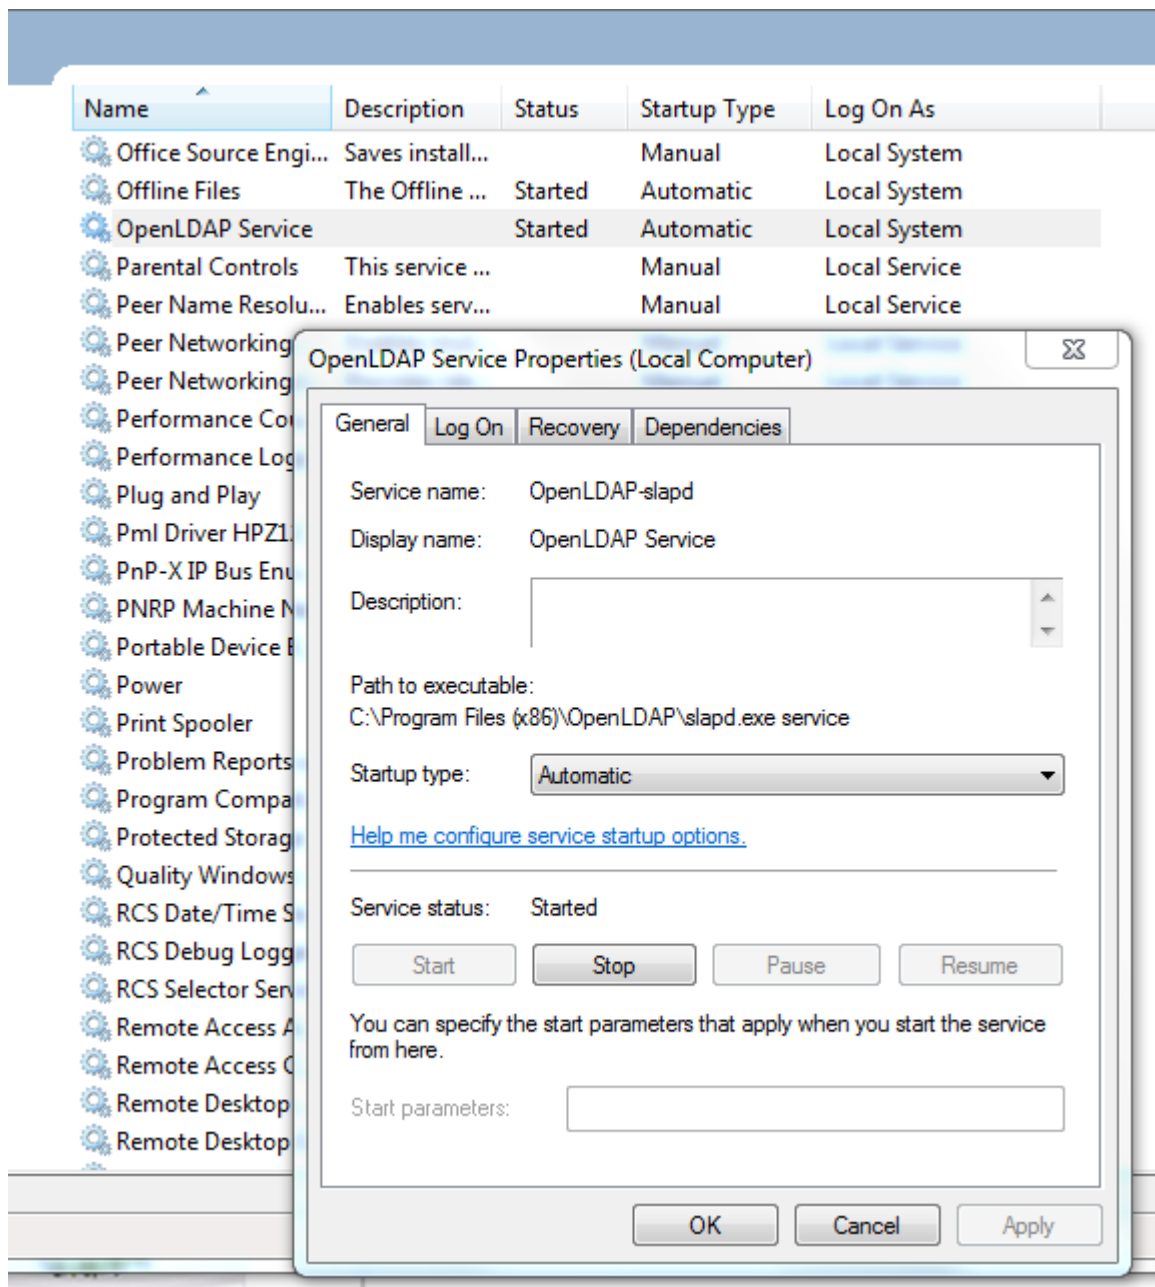 Name Description Status Startup Type Log On As
Office Source Engi... Saves install... Manual Local System
Offline Files The Offline ... Started Automatic Local System
OpenLDAP Service Started Automatic Local System
Parental Controls This service ... Manual Local Service
Peer Name Resolu... Enables serv... Manual Local Service
Peer Networking
Peer Networking
Performance Cou
Performance Log
Plug and Play
Pml Driver HPZ12
PnP-X IP Bus Enu
PNRP Machine N
Portable Device E
Power
Print Spooler
Problem Reports
Program Compa
Protected Storag
Quality Windows
RCS Date/Time S
RCS Debug Logg
RCS Selector Serv
Remote Access A
Remote Access C
Remote Desktop
Remote Desktop
OpenLDAP Service Properties (Local Computer)
General Log On Recovery Dependencies
Service name: OpenLDAP-slapd
Display name: OpenLDAP Service
Description:
Path to executable:
C:\Program Files (x86)\OpenLDAP\slapd.exe service
Startup type: Automatic
Help me configure service startup options.
Service status: Started
Start Stop Pause Resume
You can specify the start parameters that apply when you start the service
from here.
Start parameters:
OK Cancel Apply